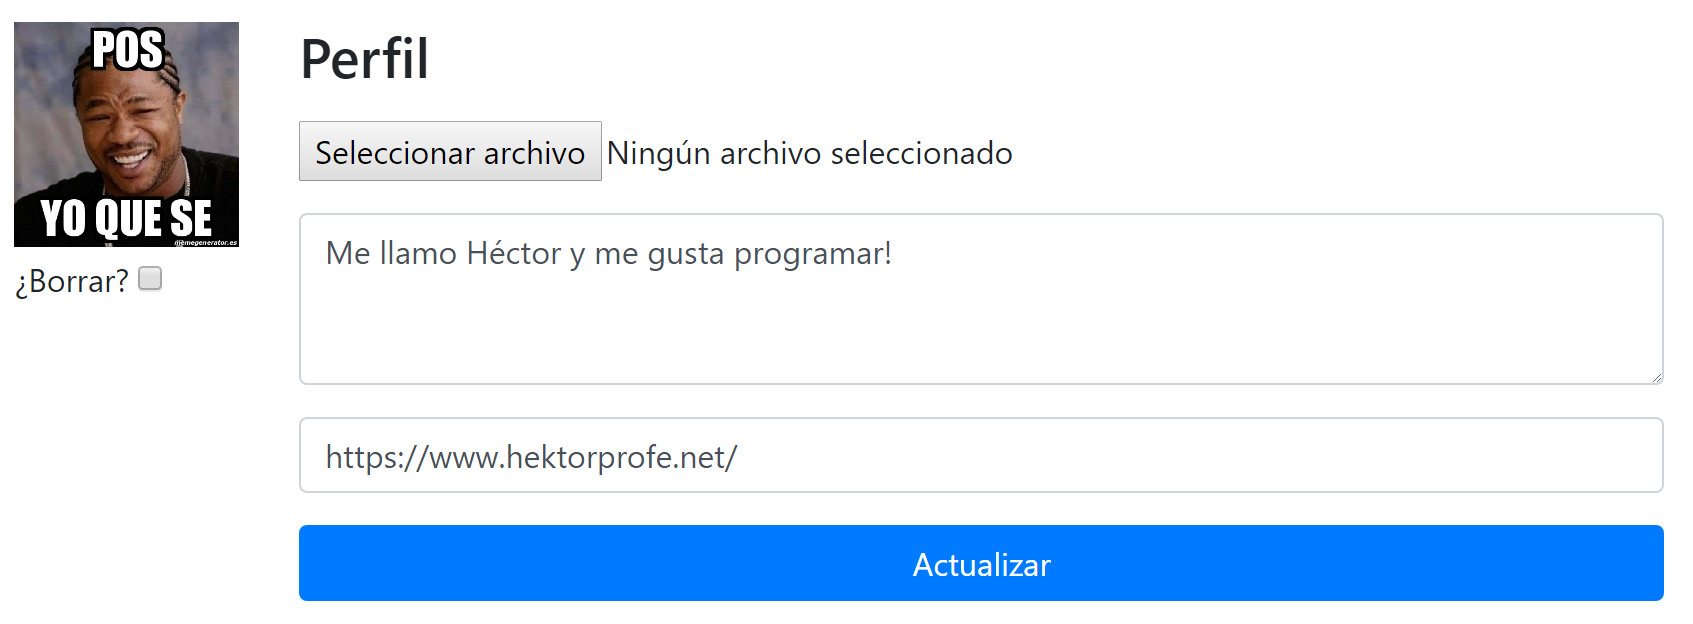 POS
YO QUE SE
memegenerator.es
¿Borrar?
Perfil
Seleccionar archivo Ningún archivo seleccionado
Me llamo Héctor y me gusta programar!
https://www.hektorprofe.net/
Actualizar